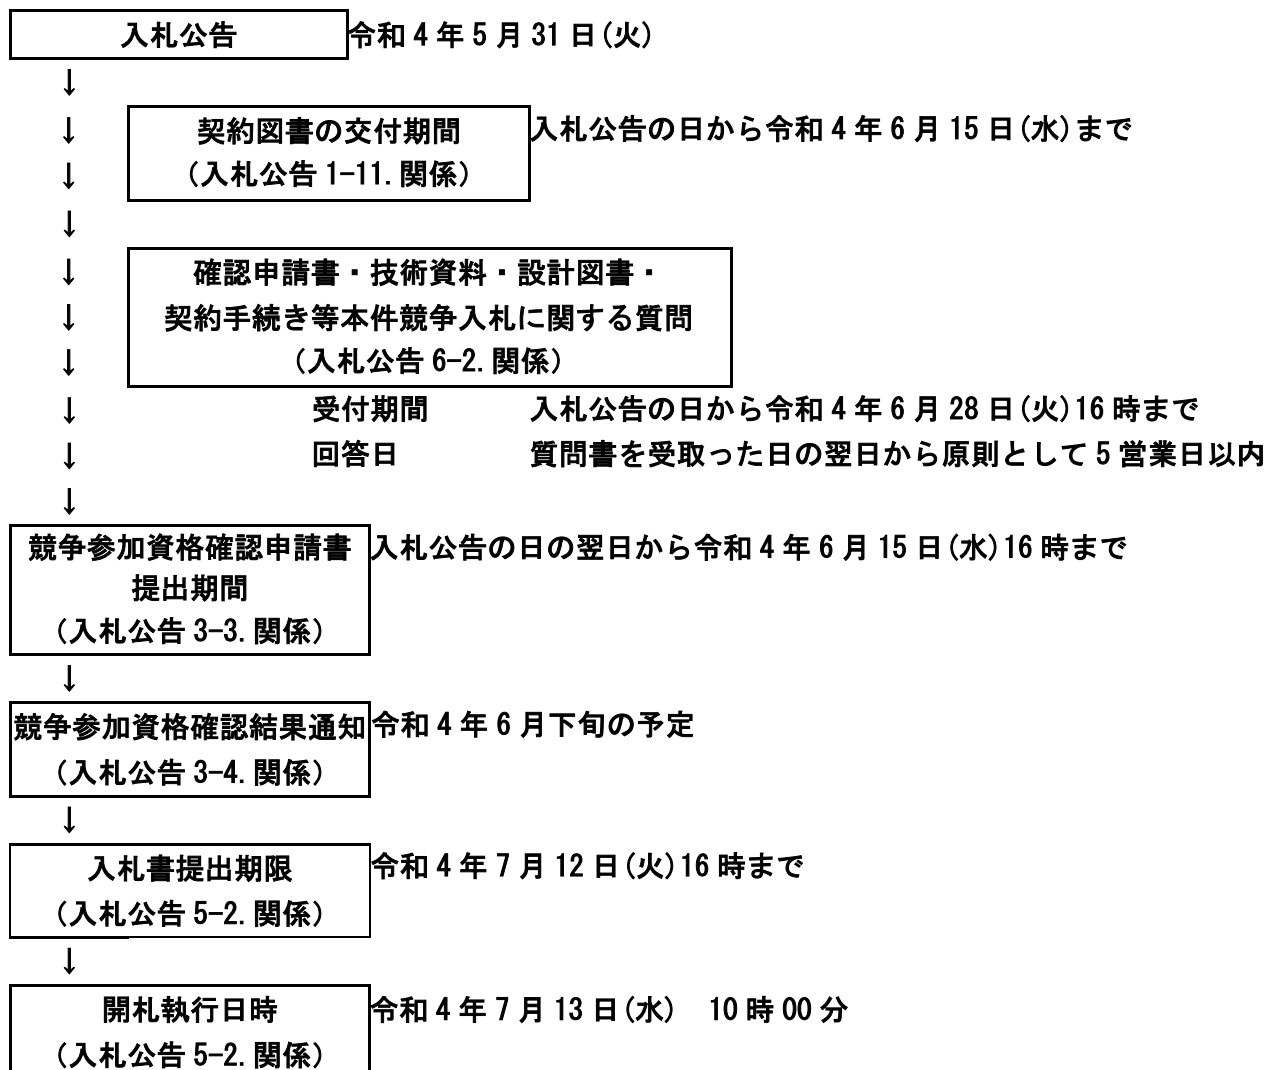 入札公告 令和4年5月31日(火)
↓
↓ 契約図書の交付期間 入札公告の日から令和4年6月15日(水)まで
↓ (入札公告1-11.関係)
↓
↓ 確認申請書・技術資料・設計図書・
↓ 契約手続き等本件競争入札に関する質問
↓ (入札公告6-2.関係)
↓ 受付期間 入札公告の日から令和4年6月28日(火)16時まで
↓ 回答日 質問書を受取った日の翌日から原則として5営業日以内
↓
競争参加資格確認申請書 入札公告の日の翌日から令和4年6月15日(水)16時まで
提出期間
(入札公告3-3.関係)
↓
競争参加資格確認結果通知 令和4年6月下旬の予定
(入札公告3-4.関係)
↓
入札書提出期限 令和4年7月12日(火)16時まで
(入札公告5-2.関係)
↓
開札執行日時 令和4年7月13日(水) 10時00分
(入札公告5-2.関係)